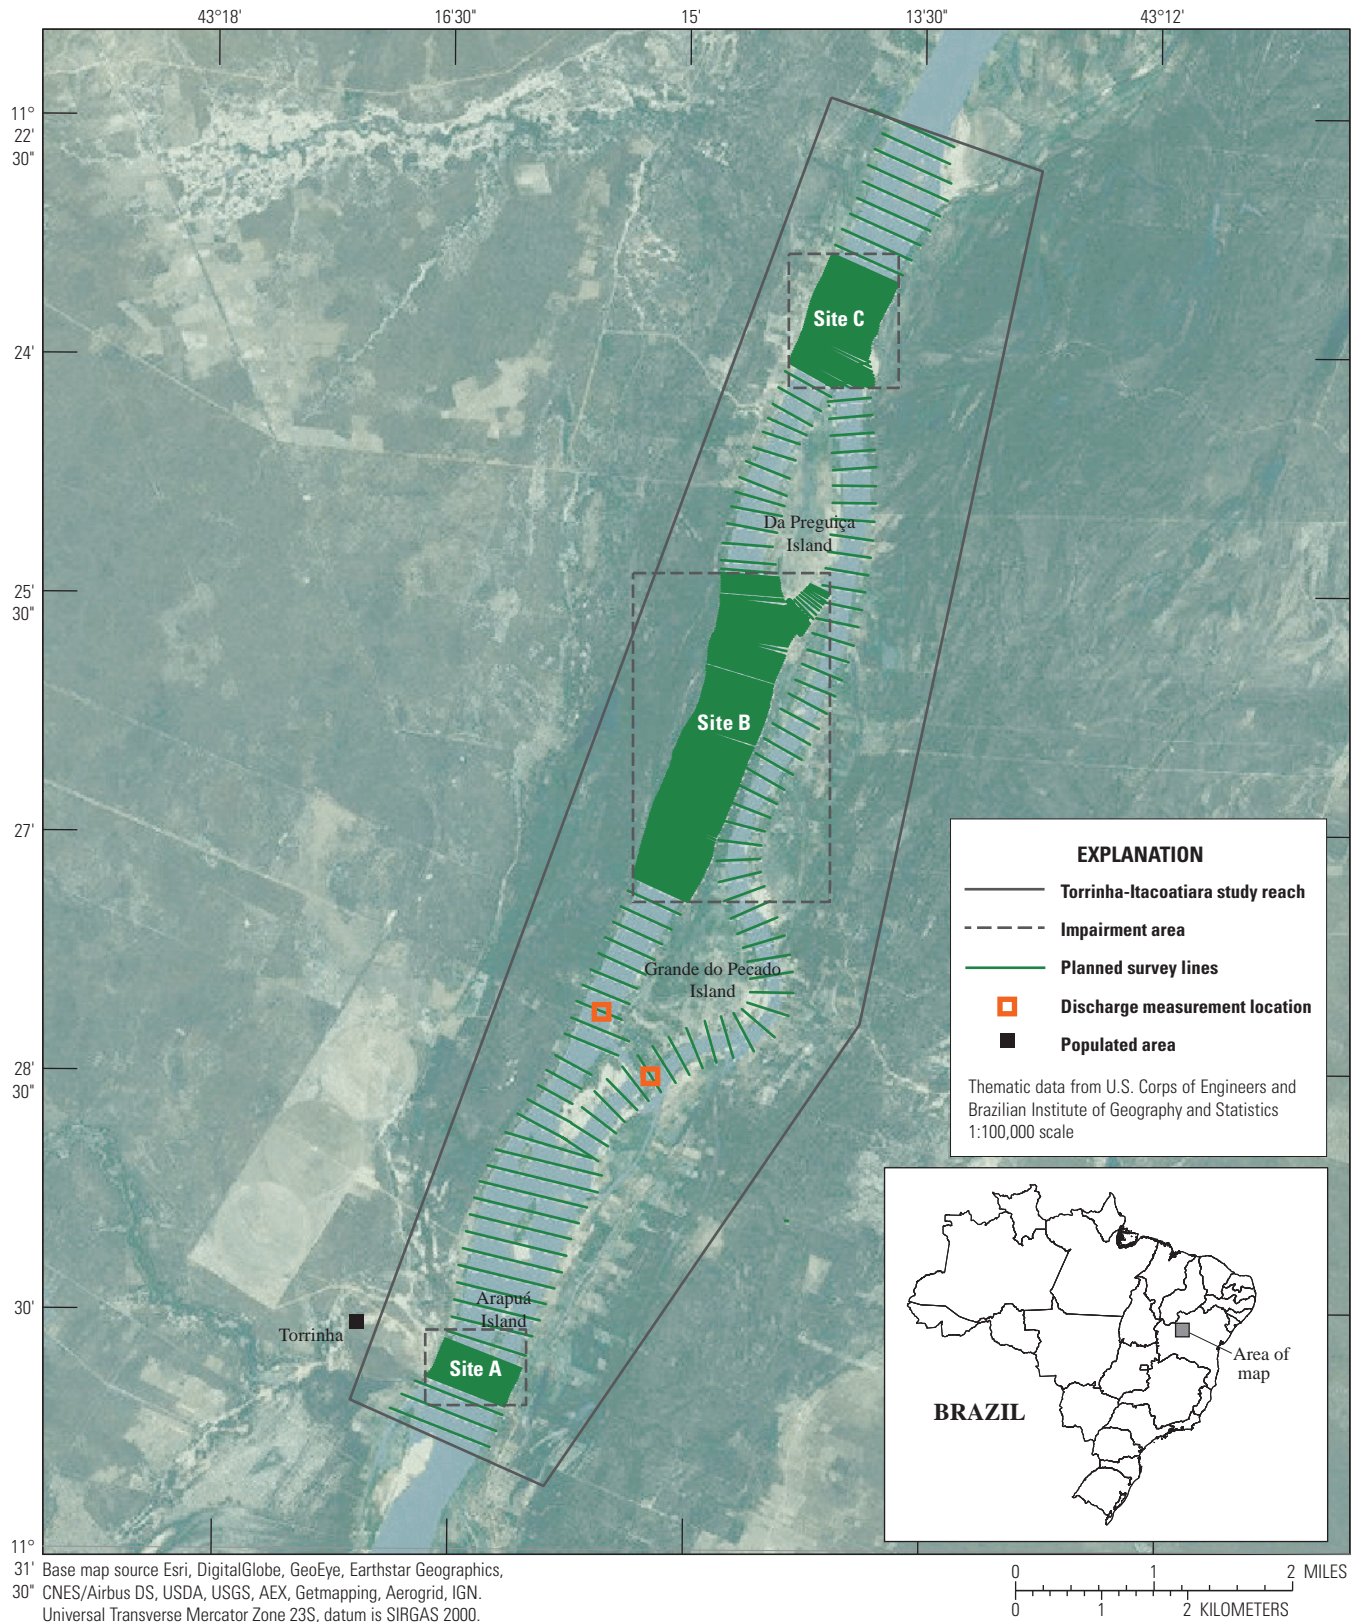 43°18'
16'30"
15'
13'30"
43°12'
11°
22'
30"
24'
25'
30"
27'
28'
30"
30'
11°
31'
30"
Site C
Da Preguiça
Island
Site B
Grande do Pecado
Island
Arapuá
Island
Torrinha
Site A
EXPLANATION
Torrinha-Itacoatiara study reach
Impairment area
Planned survey lines
Discharge measurement location
Populated area
Thematic data from U.S. Corps of Engineers and
Brazilian Institute of Geography and Statistics
1:100,000 scale
Area of
map
BRAZIL
Base map source Esri, DigitalGlobe, GeoEye, Earthstar Geographics,
CNES/Airbus DS, USDA, USGS, AEX, Getmapping, Aerogrid, IGN.
Universal Transverse Mercator Zone 23S, datum is SIRGAS 2000.
0 1 2 MILES
0 1 2 KILOMETERS